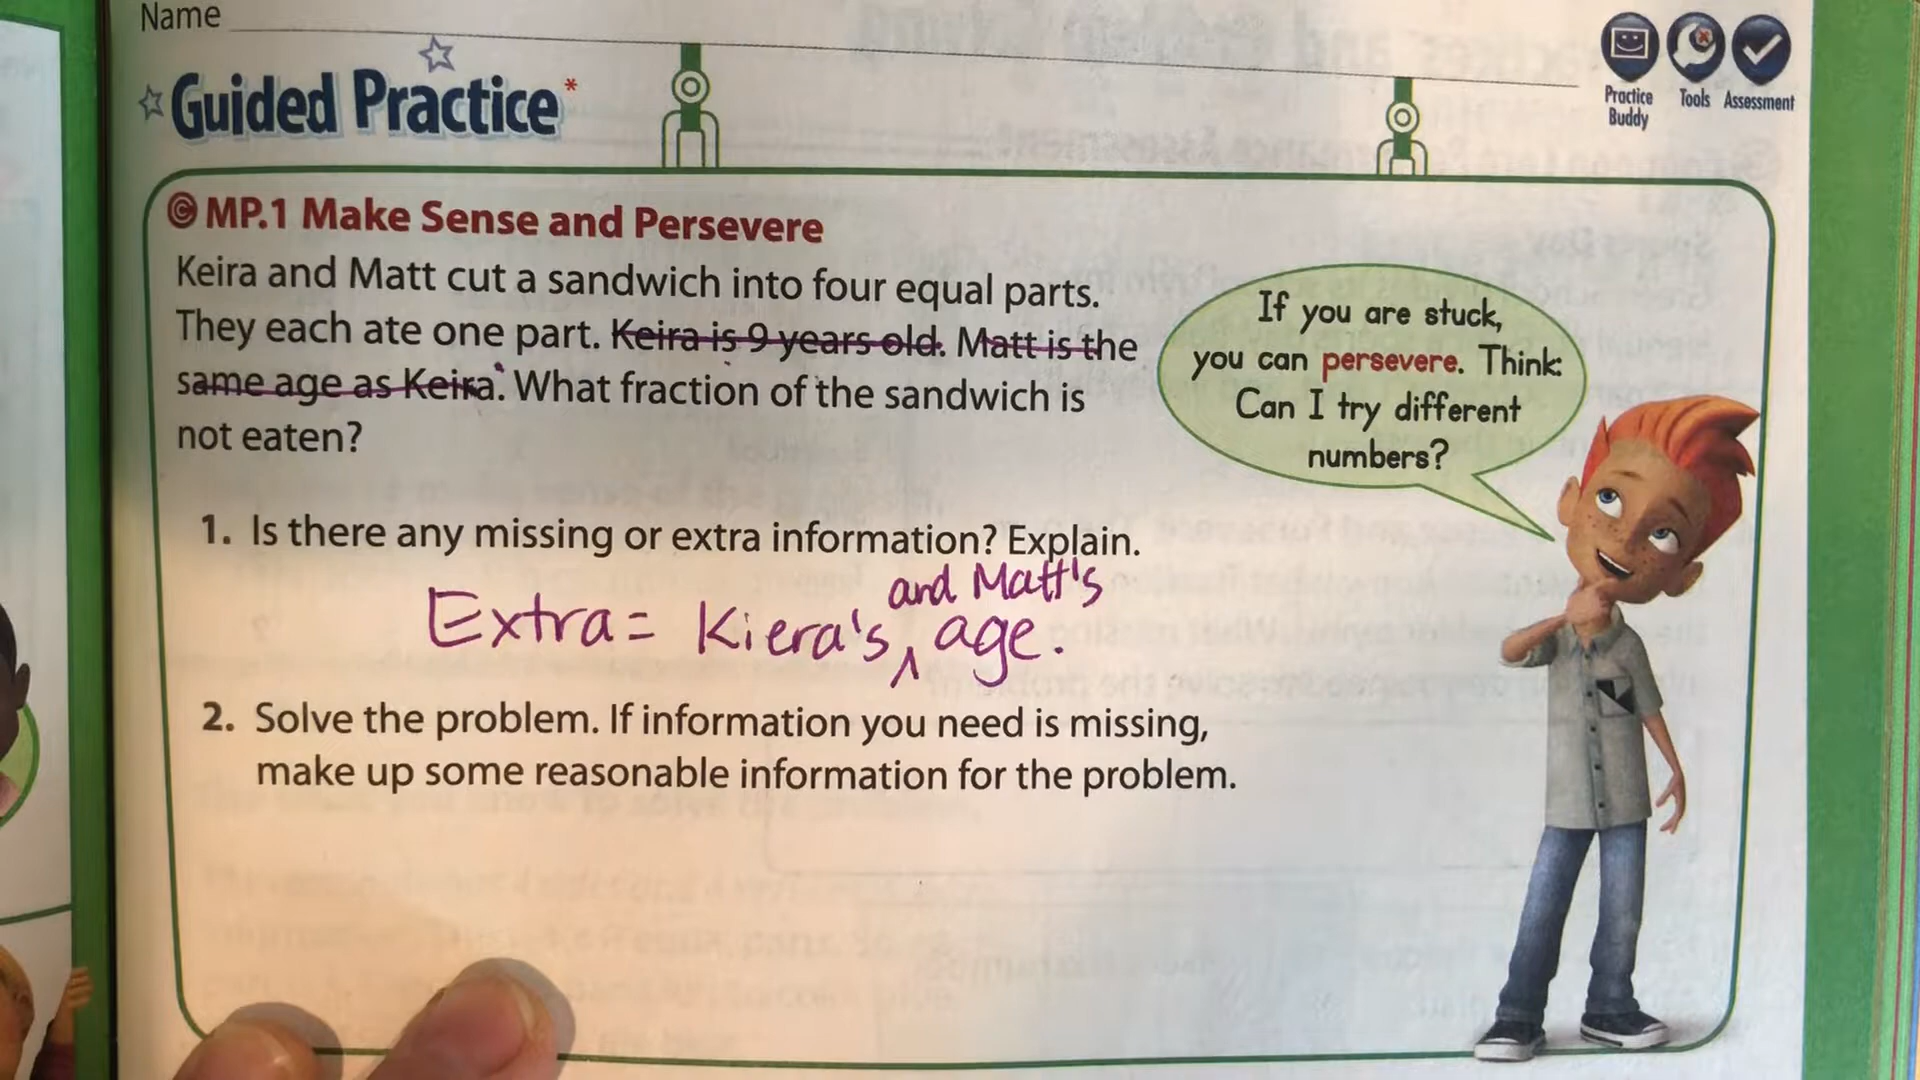 Name
Guided Practice*
Practice Buddy
Tools
Assessment
MP.1 Make Sense and Persevere
Keira and Matt cut a sandwich into four equal parts.
They each ate one part. Keira is 9 years old. Matt is the
same age as Keira. What fraction of the sandwich is
not eaten?
If you are stuck,
you can persevere. Think:
Can I try different
numbers?
1. Is there any missing or extra information? Explain.
and Matt's
Extra = Kiera's ^ age.
2. Solve the problem. If information you need is missing,
make up some reasonable information for the problem.